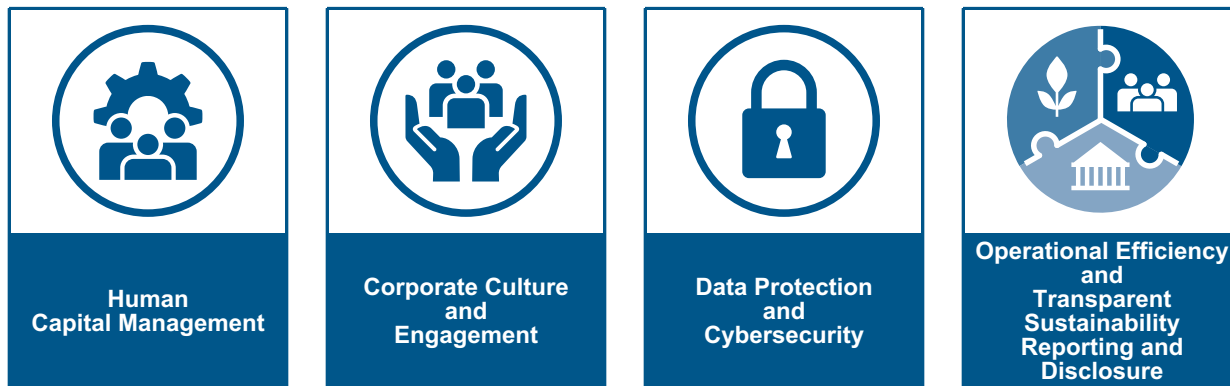 Human
Capital Management
Corporate Culture
and
Engagement
Data Protection
and
Cybersecurity
Operational Efficiency
and
Transparent
Sustainability
Reporting and
Disclosure